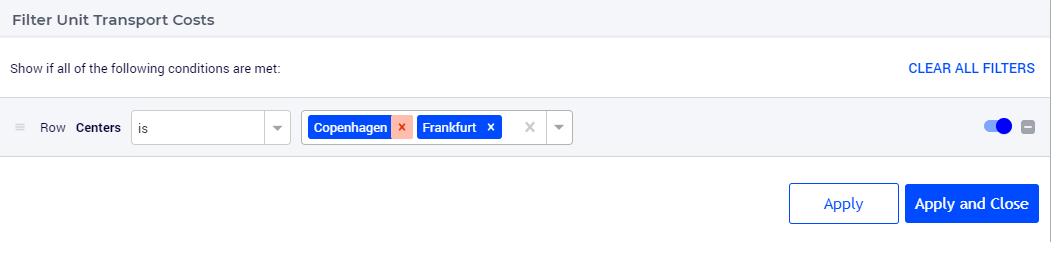 Filter Unit Transport Costs
Show if all of the following conditions are met: CLEAR ALL FILTERS
Row Centers is Copenhagen × Frankfurt × ×
Apply Apply and Close